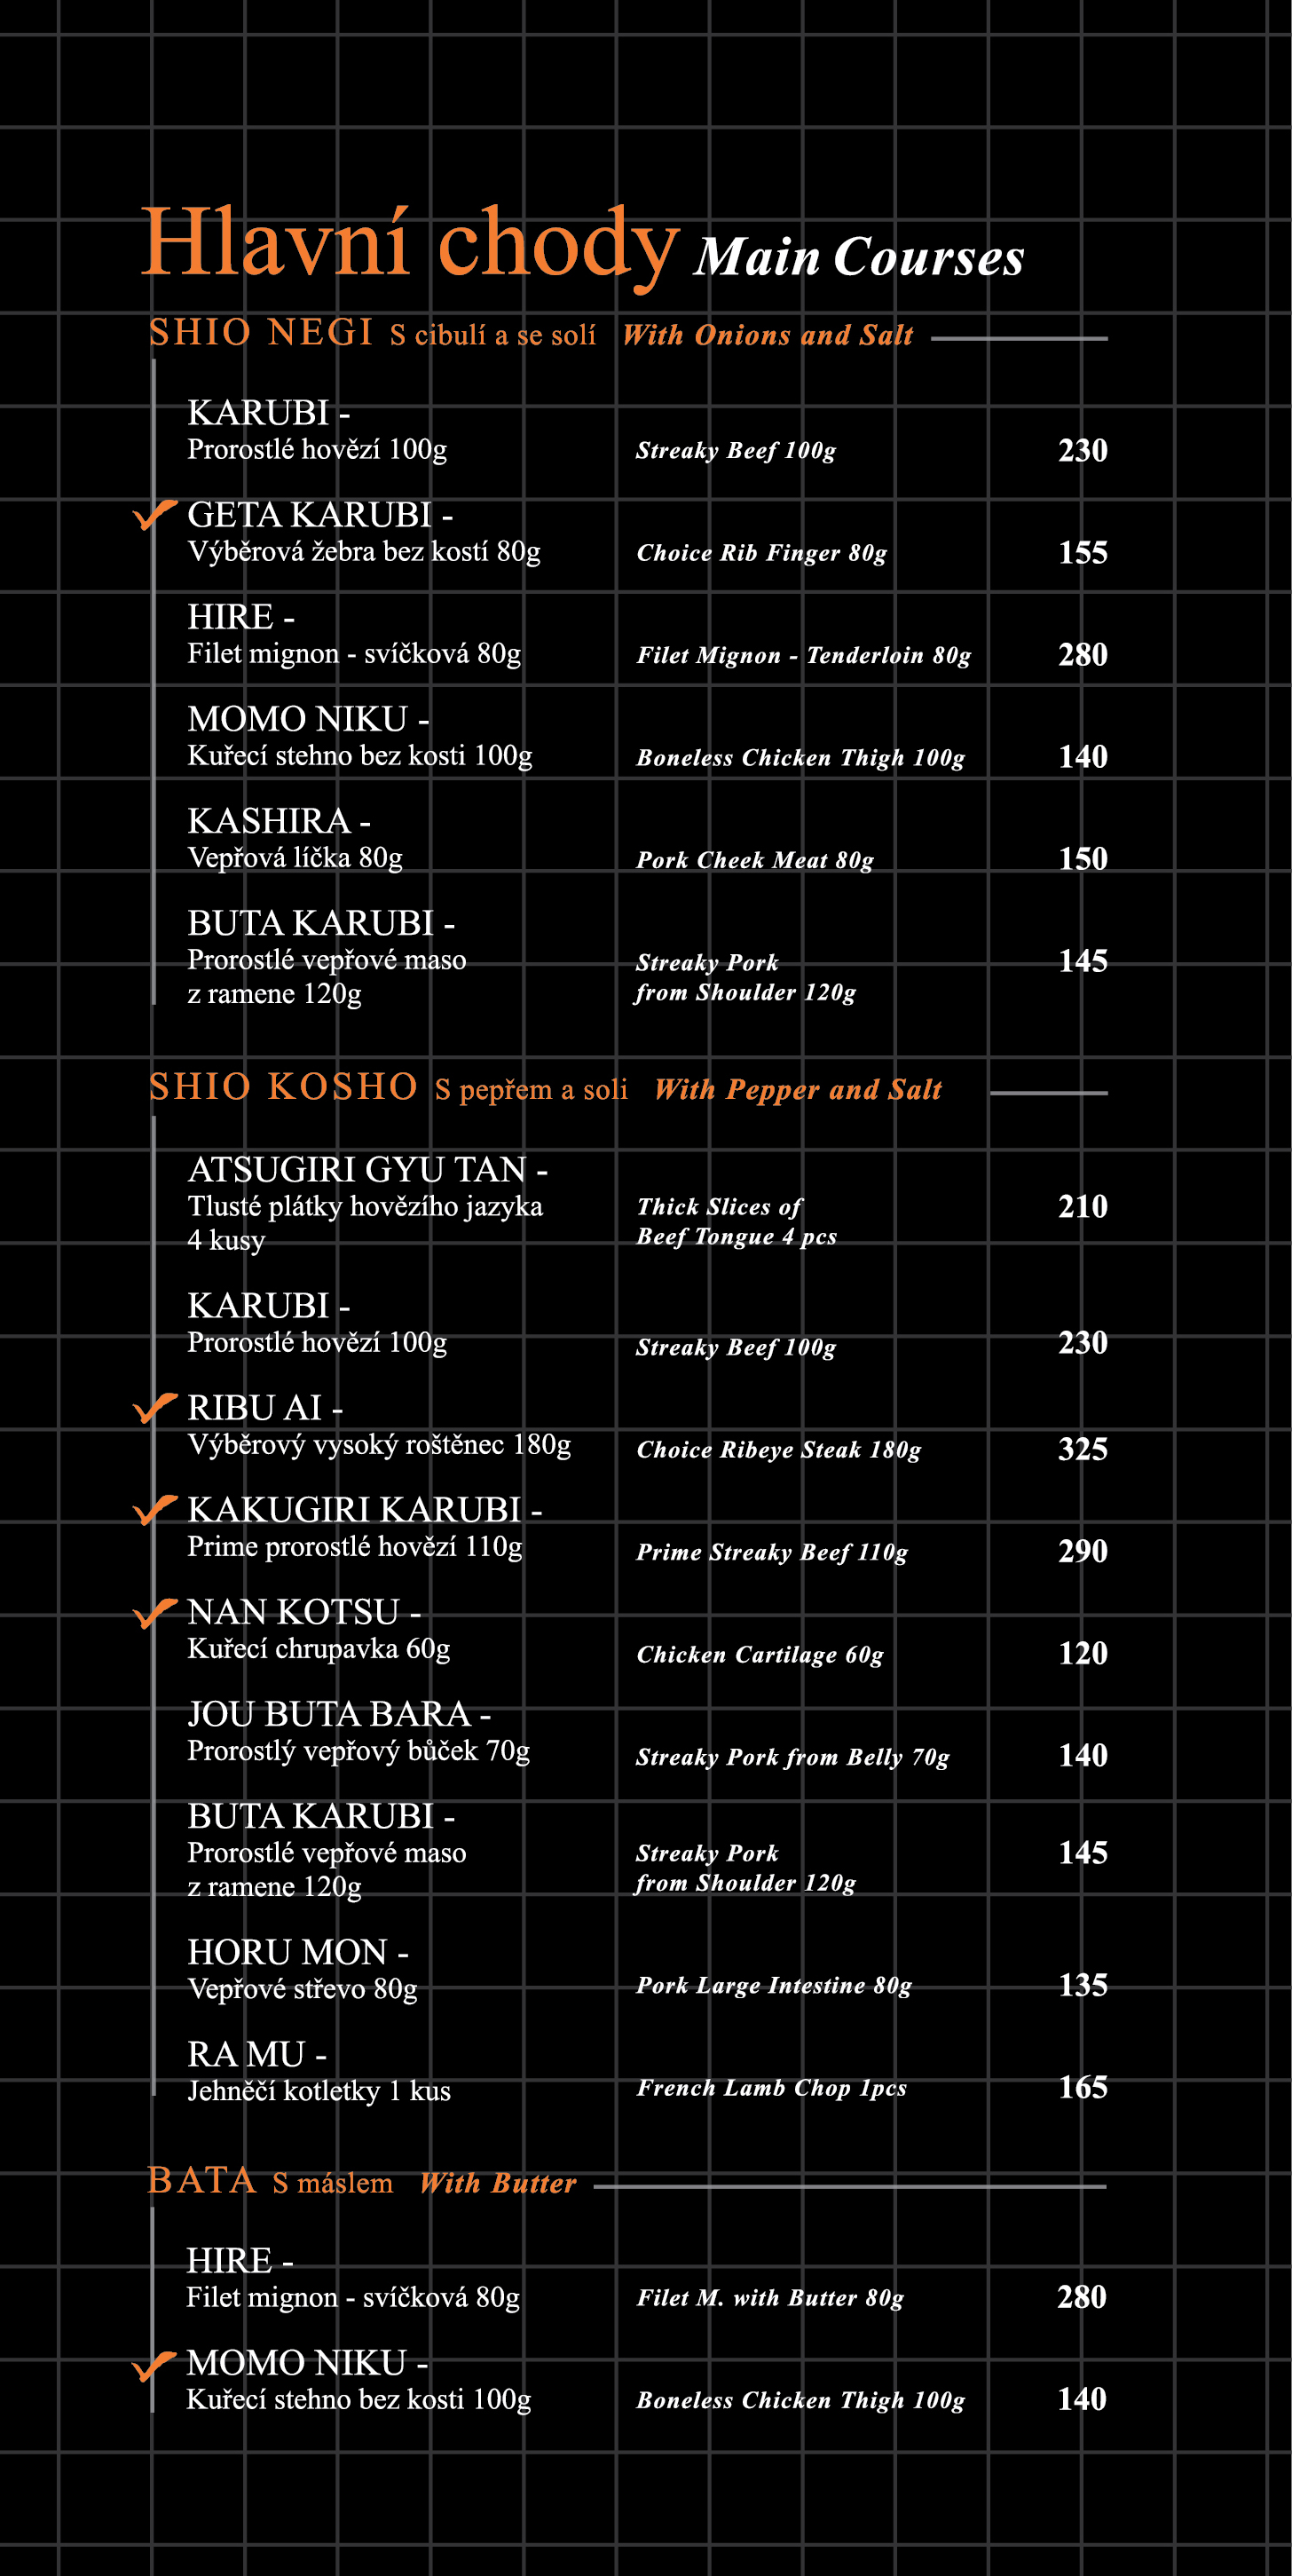 Hlavní chody Main Courses
SHIO NEGI S cibulí a se solí With Onions and Salt
KARUBI -
Prorostlé hovězí 100g Streaky Beef 100g 230
GETA KARUBI -
Výběrová žebra bez kostí 80g Choice Rib Finger 80g 155
HIRE -
Filet mignon - svíčková 80g Filet Mignon - Tenderloin 80g 280
MOMO NIKU -
Kuřecí stehno bez kosti 100g Boneless Chicken Thigh 100g 140
KASHIRA -
Vepřová líčka 80g Pork Cheek Meat 80g 150
BUTA KARUBI -
Prorostlé vepřové maso Streaky Pork 145
z ramene 120g from Shoulder 120g
SHIO KOSHO S pepřem a soli With Pepper and Salt
ATSUGIRI GYU TAN -
Tlusté plátky hovězího jazyka Thick Slices of 210
4 kusy Beef Tongue 4 pcs
KARUBI -
Prorostlé hovězí 100g Streaky Beef 100g 230
RIBU AI -
Výběrový vysoký roštěnec 180g Choice Ribeye Steak 180g 325
KAKUGIRI KARUBI -
Prime prorostlé hovězí 110g Prime Streaky Beef 110g 290
NAN KOTSU -
Kuřecí chrupavka 60g Chicken Cartilage 60g 120
JOU BUTA BARA -
Prorostlý vepřový bůček 70g Streaky Pork from Belly 70g 140
BUTA KARUBI -
Prorostlé vepřové maso Streaky Pork 145
z ramene 120g from Shoulder 120g
HORU MON -
Vepřové střevo 80g Pork Large Intestine 80g 135
RA MU -
Jehněčí kotletky 1 kus French Lamb Chop 1pcs 165
BATA S máslem With Butter
HIRE -
Filet mignon - svíčková 80g Filet M. with Butter 80g 280
MOMO NIKU -
Kuřecí stehno bez kosti 100g Boneless Chicken Thigh 100g 140